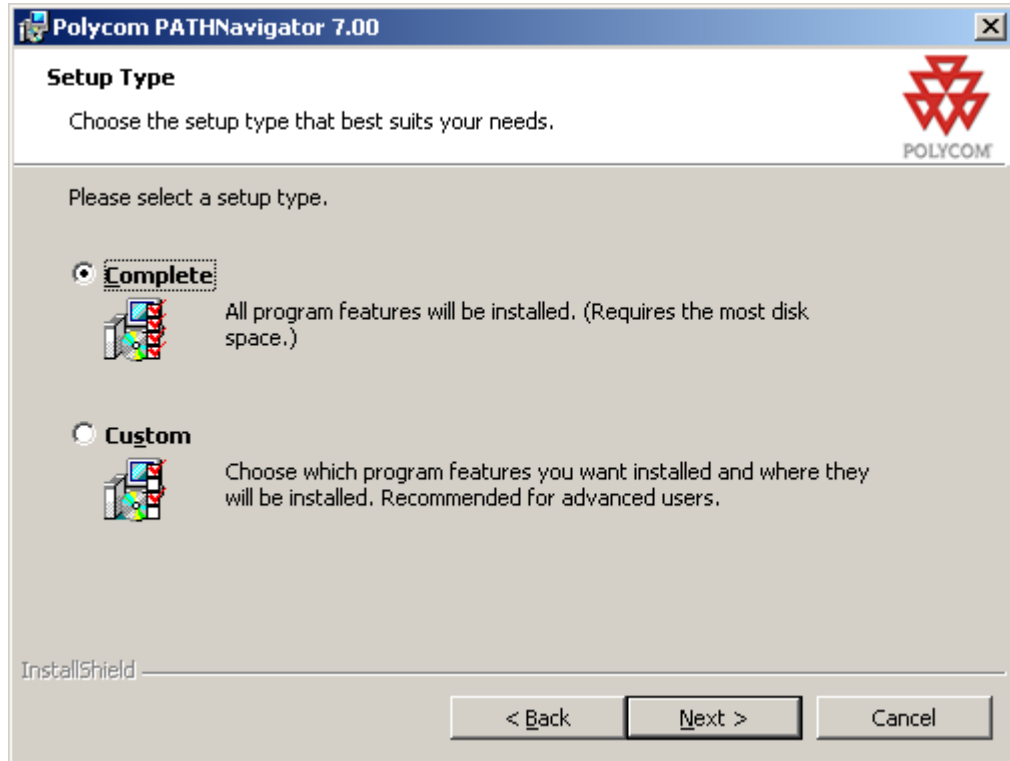 Polycom PATHNavigator 7.00
Setup Type
Choose the setup type that best suits your needs.
POLYCOM
Please select a setup type.
Complete
All program features will be installed. (Requires the most disk
space.)
Custom
Choose which program features you want installed and where they
will be installed. Recommended for advanced users.
InstallShield
< Back
Next >
Cancel